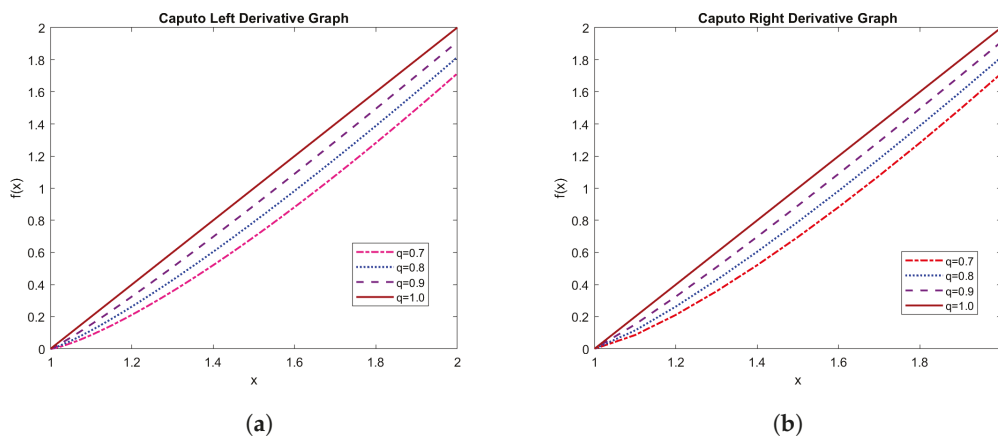 Caputo Left Derivative Graph
2
1.8
1.6
1.4
1.2
1
0.8
0.6
0.4
0.2
0
f(x)
1
1.2
1.4
1.6
1.8
2
x
q=0.7
q=0.8
q=0.9
q=1.0
(a)
Caputo Right Derivative Graph
2
1.8
1.6
1.4
1.2
1
0.8
0.6
0.4
0.2
0
f(x)
1
1.2
1.4
1.6
1.8
x
q=0.7
q=0.8
q=0.9
q=1.0
(b)